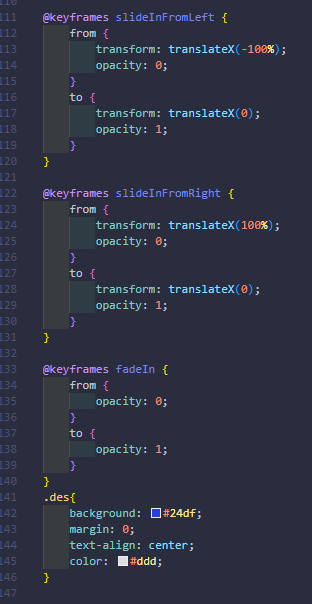 110
111 @keyframes slideInFromLeft {
112 from {
113 transform: translateX(-100%);
114 opacity: 0;
115 }
116 to {
117 transform: translateX(0);
118 opacity: 1;
119 }
120 }
121
122 @keyframes slideInFromRight {
123 from {
124 transform: translateX(100%);
125 opacity: 0;
126 }
127 to {
128 transform: translateX(0);
129 opacity: 1;
130 }
131 }
132
133 @keyframes fadeIn {
134 from {
135 opacity: 0;
136 }
137 to {
138 opacity: 1;
139 }
140 }
141 .des{
142 background: #24df;
143 margin: 0;
144 text-align: center;
145 color: #ddd;
146 }
147